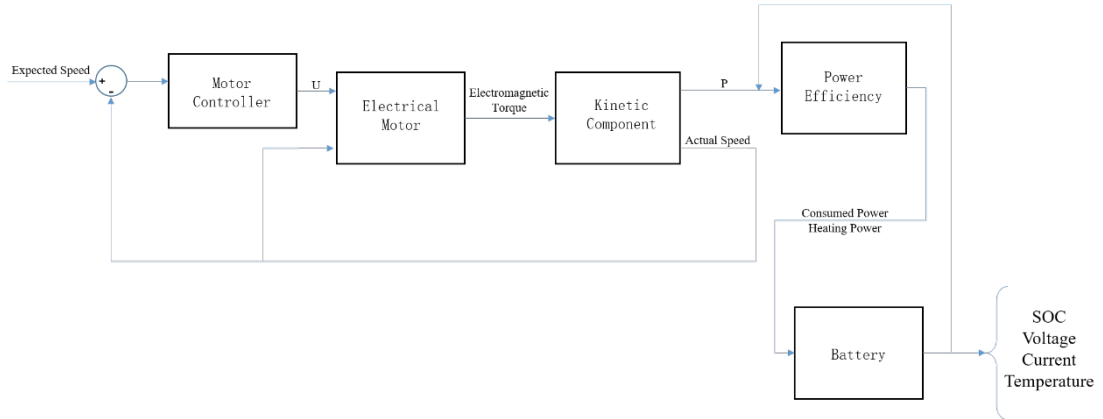 Expected Speed
+
-
Motor
Controller
U
Electrical
Motor
Electromagnetic
Torque
Kinetic
Component
P
Actual Speed
Power
Efficiency
Consumed Power
Heating Power
Battery
SOC
Voltage
Current
Temperature